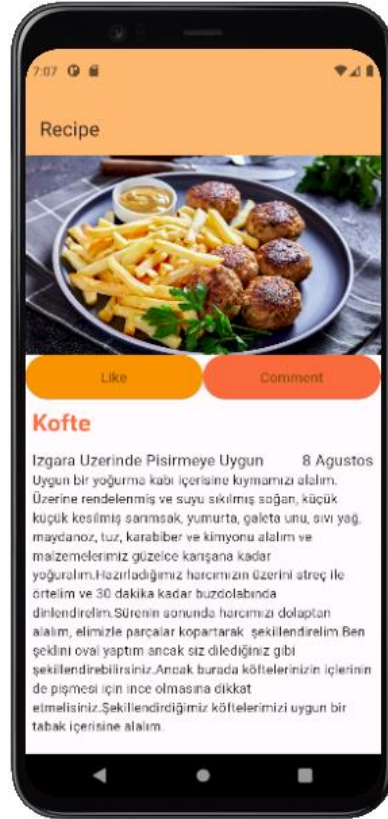 7:07
Recipe
Like
Comment
Kofte
Izgara Uzerinde Pisirmeye Uygun 8 Agustos
Uygun bir yoğurma kabı içerisine kıymamızı alalım.
Üzerine rendelenmiş ve suyu sıkılmış soğan, küçük
küçük kesilmiş sarımsak, yumurta, galeta unu, sıvı yağ,
maydanoz, tuz, karabiber ve kimyonu alalım ve
malzemelerimiz güzelce karışana kadar
yoğuralım.Hazırladığımız harcımızın üzerini streç ile
örtelim ve 30 dakika kadar buzdolabında
dinlendirelim.Sürenin sonunda harcımızı dolaptan
alalım, elimizle parçalar kopartarak şekillendirelim.Ben
şeklini oval yaptım ancak siz dilediğiniz gibi
şekillendirebilirsiniz.Ancak burada köftelerinizin içlerinin
de pişmesi için ince olmasına dikkat
etmelisiniz.Şekillendirdiğimiz köftelerimizi uygun bir
tabak içerisine alalım.